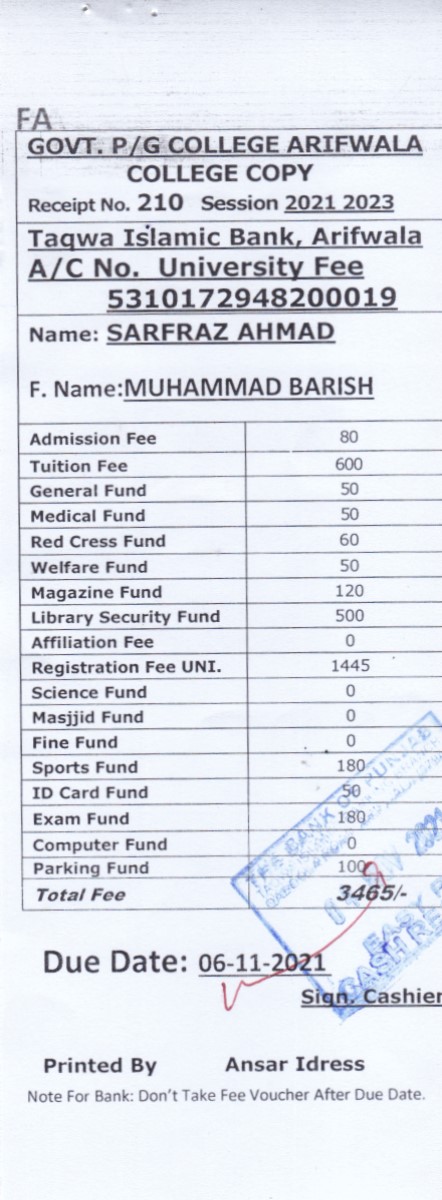 FA
GOVT. P/G COLLEGE ARIFWALA
COLLEGE COPY
Receipt No. 210 Session 2021 2023
Taqwa Islamic Bank, Arifwala
A/C No. University Fee
5310172948200019
Name: SARFRAZ AHMAD
F. Name:MUHAMMAD BARISH
Admission Fee 80
Tuition Fee 600
General Fund 50
Medical Fund 50
Red Cress Fund 60
Welfare Fund 50
Magazine Fund 120
Library Security Fund 500
Affiliation Fee 0
Registration Fee UNI. 1445
Science Fund 0
Masjjid Fund 0
Fine Fund 0
Sports Fund 180
ID Card Fund 50
Exam Fund 180
Computer Fund 0
Parking Fund 100
Total Fee 3465/-
THE BANK OF PUNJAB
NOV 2021
CASH RE
Due Date: 06-11-2021
Sign. Cashier
Printed By Ansar Idress
Note For Bank: Don't Take Fee Voucher After Due Date.